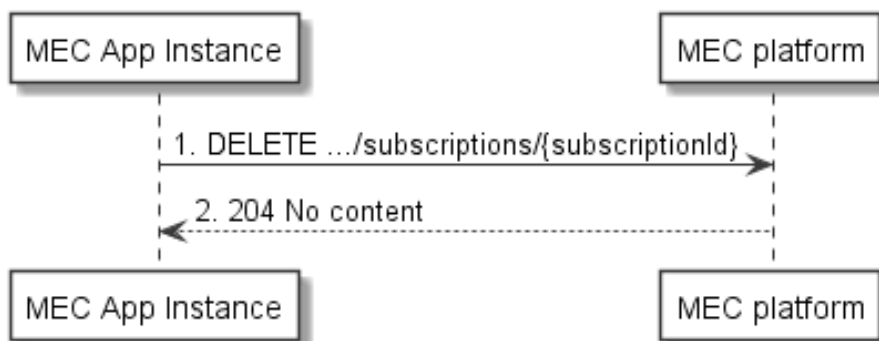 MEC App Instance
MEC platform
1. DELETE .../subscriptions/{subscriptionId}
2. 204 No content
MEC App Instance
MEC platform